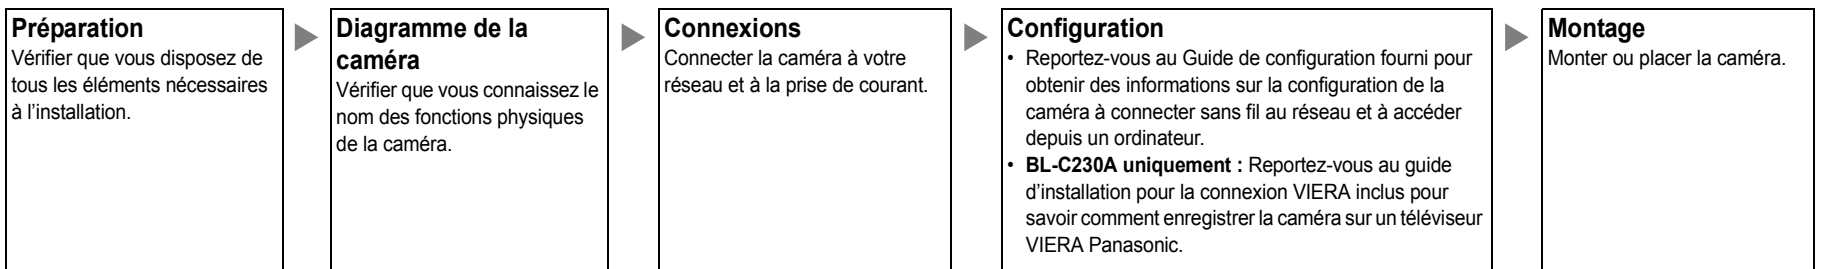 Préparation
Vérifier que vous disposez de
tous les éléments nécessaires
à l’installation.
Diagramme de la
caméra
Vérifier que vous connaissez le
nom des fonctions physiques
de la caméra.
Connexions
Connecter la caméra à votre
réseau et à la prise de courant.
Configuration
• Reportez-vous au Guide de configuration fourni pour
obtenir des informations sur la configuration de la
caméra à connecter sans fil au réseau et à accéder
depuis un ordinateur.
• BL-C230A uniquement : Reportez-vous au guide
d’installation pour la connexion VIERA inclus pour
savoir comment enregistrer la caméra sur un téléviseur
VIERA Panasonic.
Montage
Monter ou placer la caméra.